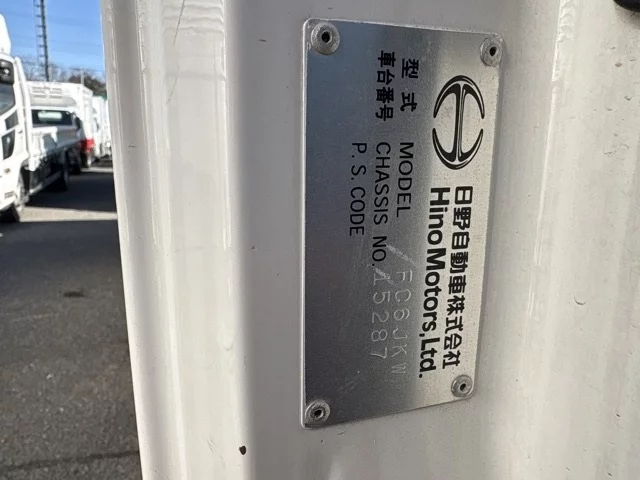 日野自動車株式会社
Hino Motors, Ltd.
型式 MODEL FC6JKW
車台番号 CHASSIS NO. 15287
P. S. CODE